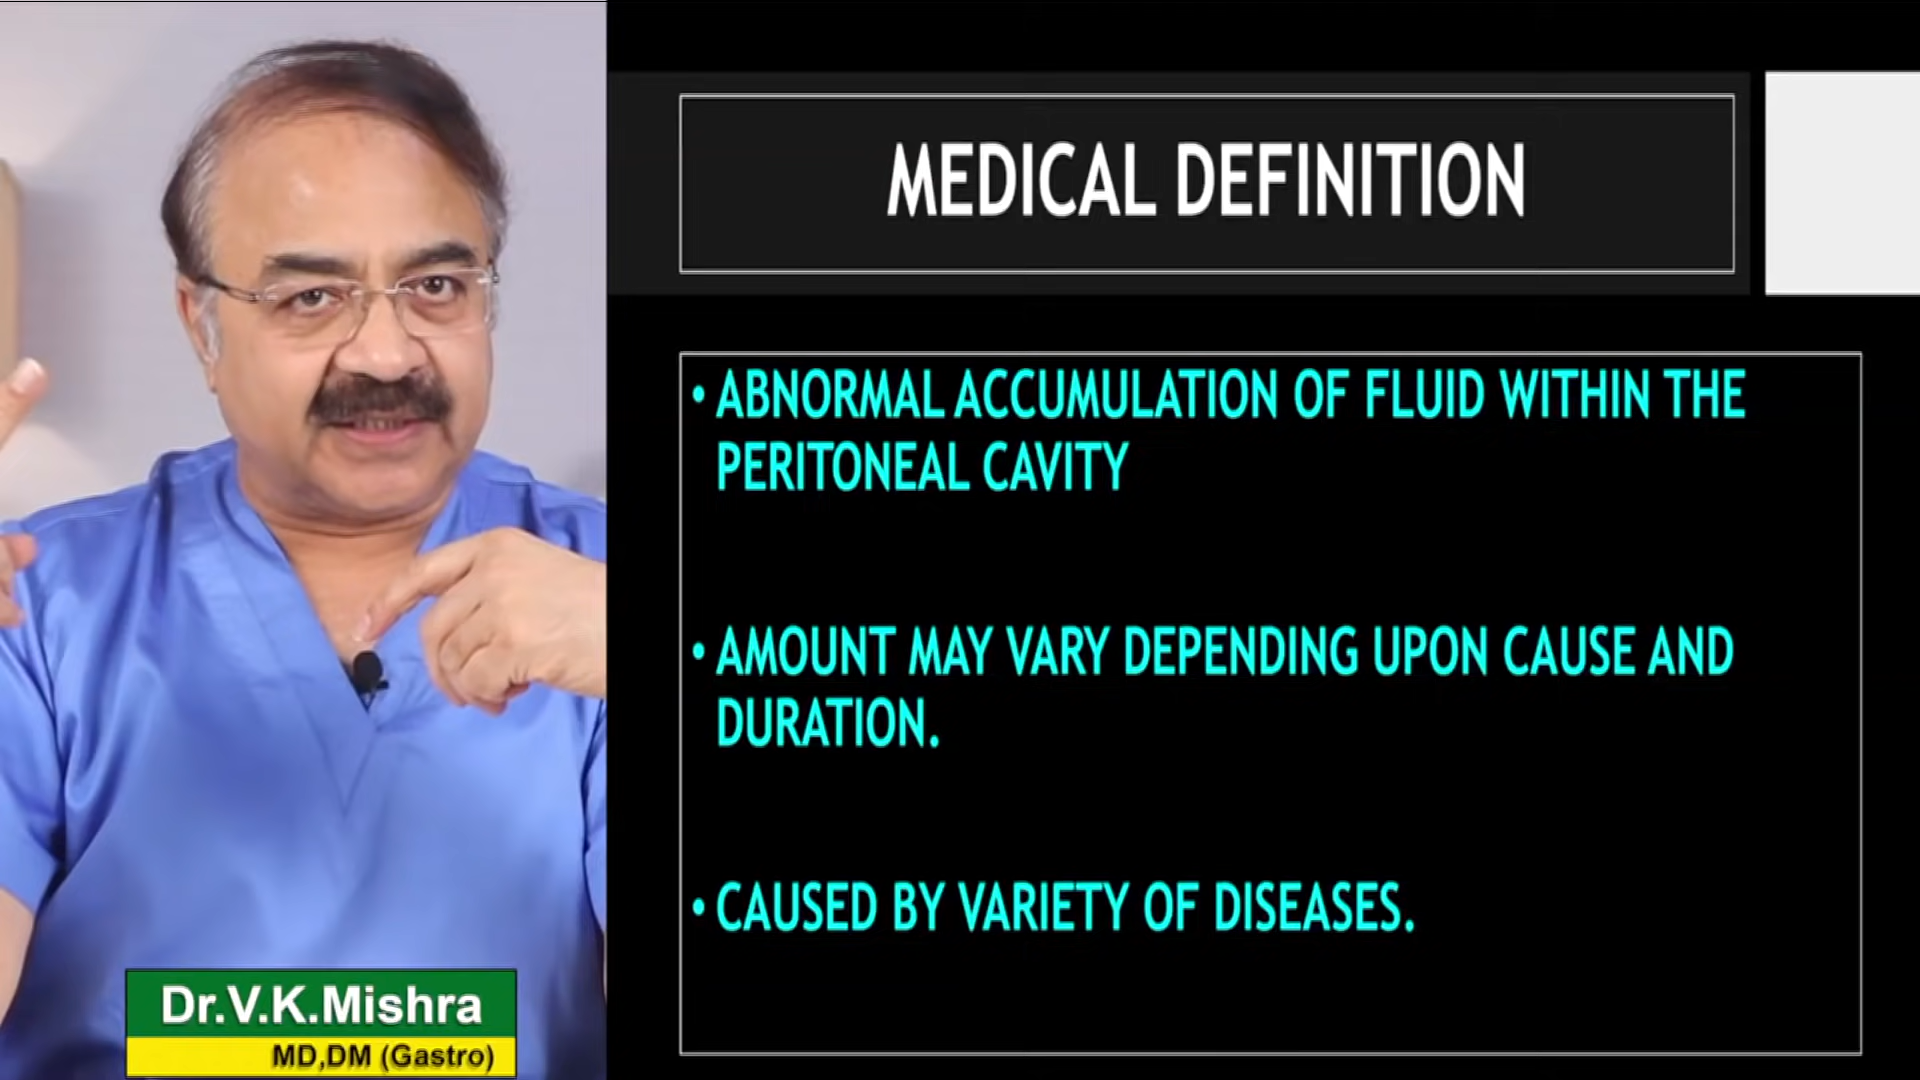 MEDICAL DEFINITION
• ABNORMAL ACCUMULATION OF FLUID WITHIN THE
PERITONEAL CAVITY
• AMOUNT MAY VARY DEPENDING UPON CAUSE AND
DURATION.
• CAUSED BY VARIETY OF DISEASES.
Dr.V.K.Mishra
MD,DM (Gastro)